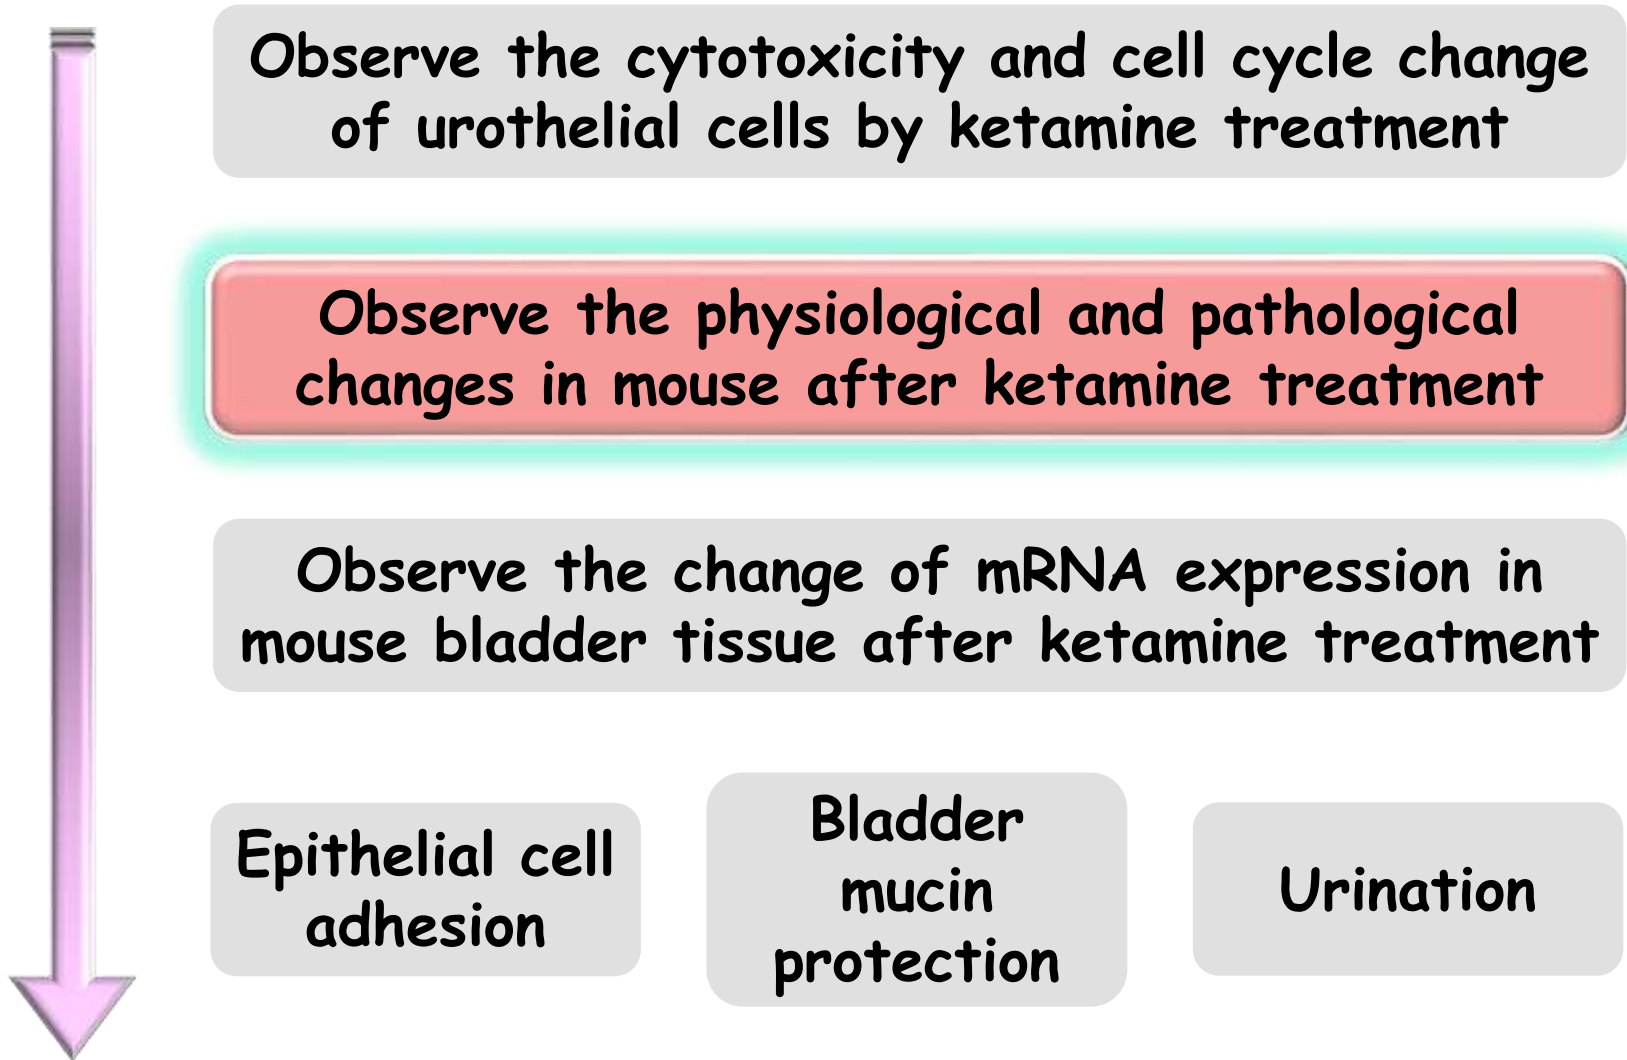 Observe the cytotoxicity and cell cycle change
of urothelial cells by ketamine treatment
Observe the physiological and pathological
changes in mouse after ketamine treatment
Observe the change of mRNA expression in
mouse bladder tissue after ketamine treatment
Epithelial cell
adhesion
Bladder
mucin
protection
Urination